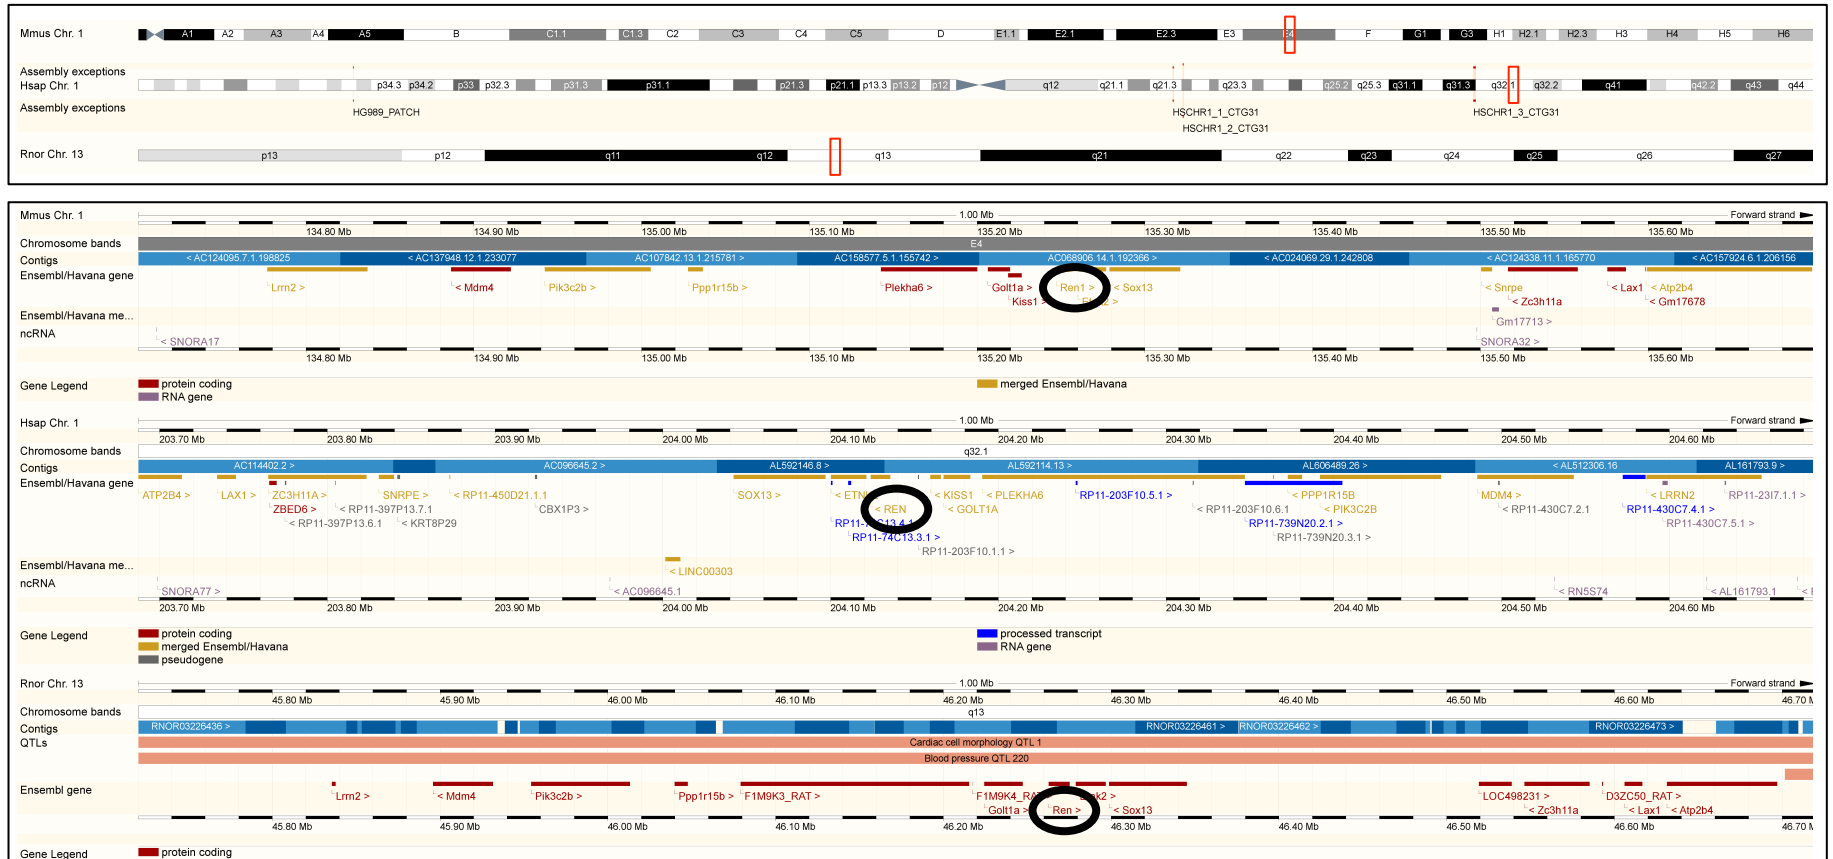 Mmus Chr. 1 A1 A2 A3 A4 A5 B C1.1 C1.3 C2 C3 C4 C5 D E1.1 E2.1 E2.3 E3 E4 F G1 G3 H1 H2.1 H2.3 H3 H4 H5 H6
Assembly exceptions
Hsap Chr. 1 p34.3 p34.2 p33 p32.3 p31.3 p31.1 p21.3 p21.1 p13.3 p13.2 p12 q12 q21.1 q21.3 q23.3 q25.2 q25.3 q31.1 q31.3 q32.1 q32.2 q41 q42.2 q43 q44
Assembly exceptions HG989_PATCH HSCHR1_1_CTG31 HSCHR1_3_CTG31
HSCHR1_2_CTG31
Rnor Chr. 13 p13 p12 q11 q12 q13 q21 q22 q23 q24 q25 q26 q27
Mmus Chr. 1 1.00 Mb Forward strand
134.80 Mb 134.90 Mb 135.00 Mb 135.10 Mb 135.20 Mb 135.30 Mb 135.40 Mb 135.50 Mb 135.60 Mb
Chromosome bands E4
Contigs < AC124095.7.1.198825 < AC137948.12.1.233077 AC107842.13.1.215781 > AC158577.5.1.155742 > AC068906.14.1.192366 > < AC024069.29.1.242808 < AC124338.11.1.165770 < AC157924.6.1.206156
Ensembl/Havana gene
Lrrn2 > < Mdm4 Pik3c2b > Ppp1r15b > Plekha6 > Golt1a > Ren1 > < Sox13 < Snrpe < Lax1 < Atp2b4
Kiss1 > < Zc3h11a < Gm17678
Ensembl/Havana me... Gm17713 >
ncRNA < SNORA17 SNORA32 >
134.80 Mb 134.90 Mb 135.00 Mb 135.10 Mb 135.20 Mb 135.30 Mb 135.40 Mb 135.50 Mb 135.60 Mb
Gene Legend protein coding merged Ensembl/Havana
RNA gene
Hsap Chr. 1 1.00 Mb Forward strand
203.70 Mb 203.80 Mb 203.90 Mb 204.00 Mb 204.10 Mb 204.20 Mb 204.30 Mb 204.40 Mb 204.50 Mb 204.60 Mb
Chromosome bands q32.1
Contigs AC114402.2 > AC096645.2 > AL592146.8 > AL592114.13 > AL606489.26 > < AL512306.16 AL161793.9 >
Ensembl/Havana gene
ATP2B4 > LAX1 > ZC3H11A > SNRPE > < RP11-450D21.1.1 SOX13 > < KISS1 < PLEKHA6 RP11-203F10.5.1 > < PPP1R15B MDM4 > < LRRN2 RP11-23I7.1.1 >
ZBED6 > < RP11-397P13.7.1 CBX1P3 > < REN < GOLT1A < RP11-203F10.6.1 < PIK3C2B < RP11-430C7.2.1 RP11-430C7.4.1 >
< RP11-397P13.6.1 < KRT8P29 RP11-739N20.2.1 > RP11-430C7.5.1 >
RP11-74C13.3.1 > RP11-739N20.3.1 >
RP11-203F10.1.1 >
Ensembl/Havana me... < LINC00303
ncRNA SNORA77 > < AC096645.1 < RN5S74 < AL161793.1
203.70 Mb 203.80 Mb 203.90 Mb 204.00 Mb 204.10 Mb 204.20 Mb 204.30 Mb 204.40 Mb 204.50 Mb 204.60 Mb
Gene Legend protein coding processed transcript
merged Ensembl/Havana RNA gene
pseudogene
Rnor Chr. 13 1.00 Mb Forward strand
45.80 Mb 45.90 Mb 46.00 Mb 46.10 Mb 46.20 Mb 46.30 Mb 46.40 Mb 46.50 Mb 46.60 Mb 46.70 M
Chromosome bands q13
Contigs RNOR03226436 > RNOR03226461 > RNOR03226462 > RNOR03226473 >
QTLs Cardiac cell morphology QTL 1
Blood pressure QTL 220
Ensembl gene Lrrn2 > < Mdm4 Pik3c2b > Ppp1r15b > F1M9K3_RAT > LOC498231 > D3ZC50_RAT >
Golt1a > Ren > < Sox13 < Zc3h11a < Lax1 < Atp2b4
45.80 Mb 45.90 Mb 46.00 Mb 46.10 Mb 46.20 Mb 46.30 Mb 46.40 Mb 46.50 Mb 46.60 Mb 46.70 M
Gene Legend protein coding